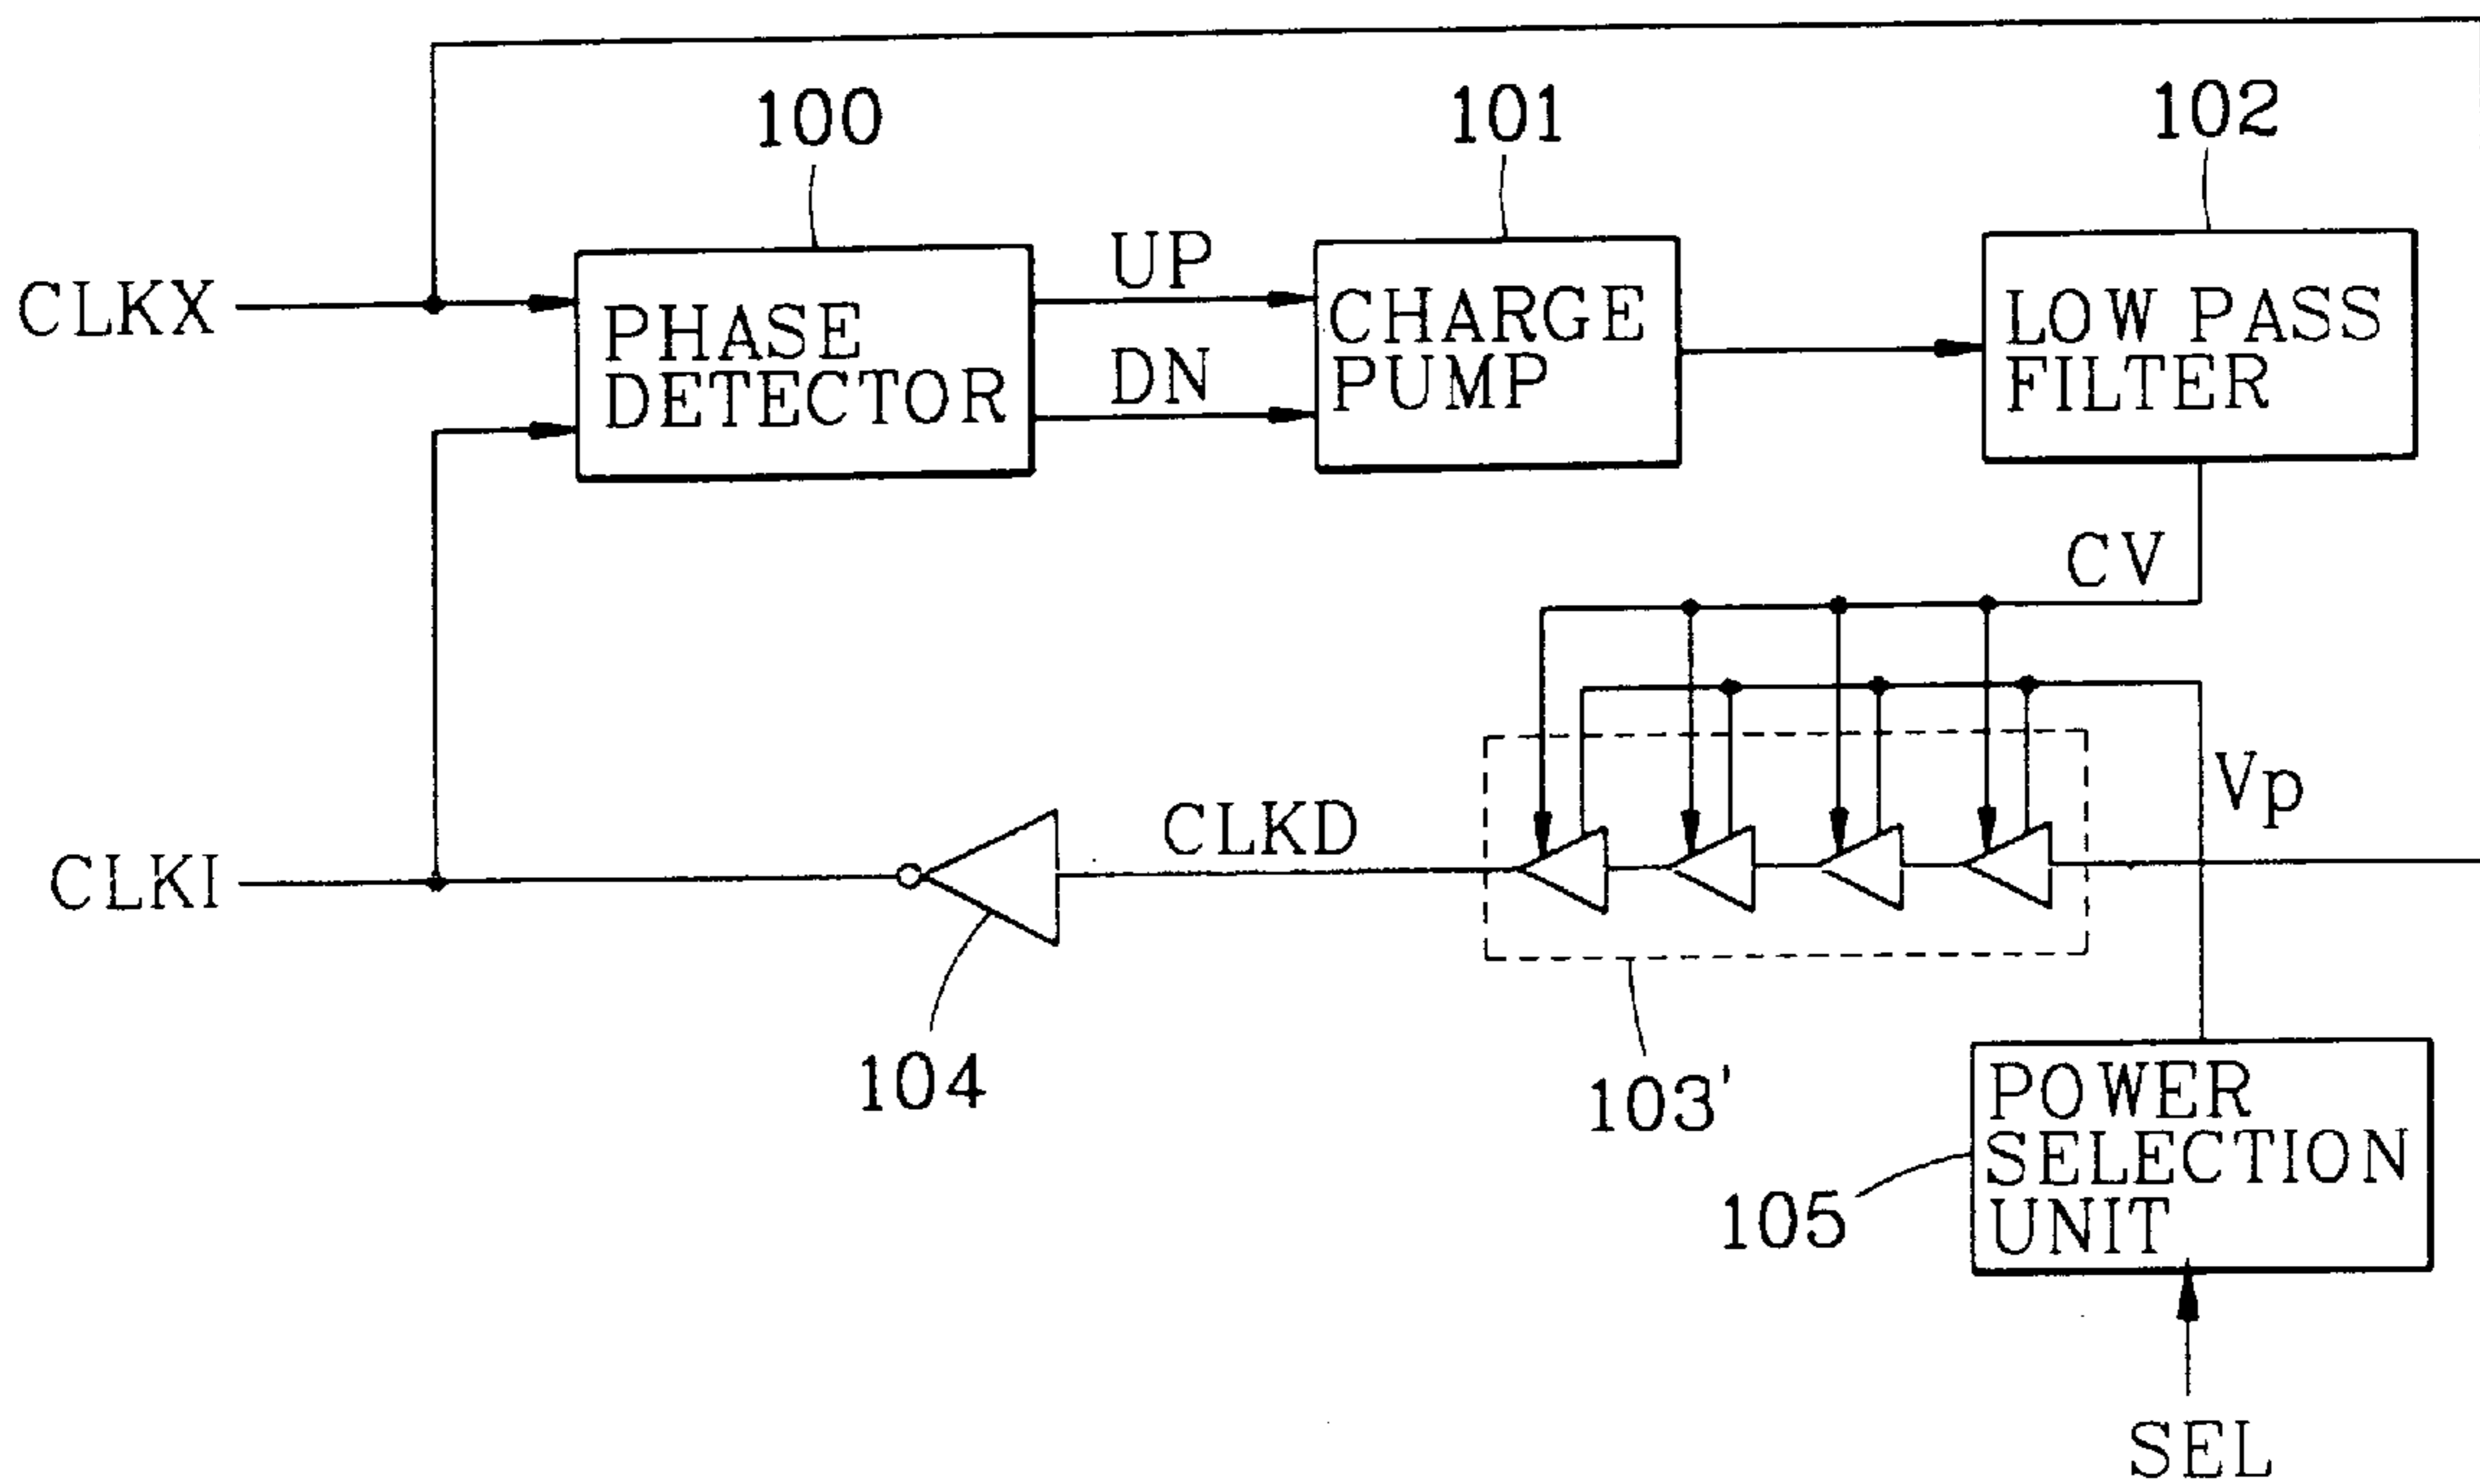 100
101
102
CLKX
UP
DN
PHASE
DETECTOR
CHARGE
PUMP
LOW PASS
FILTER
CV
Vp
CLKD
CLKI
104
103'
105
POWER
SELECTION
UNIT
SEL